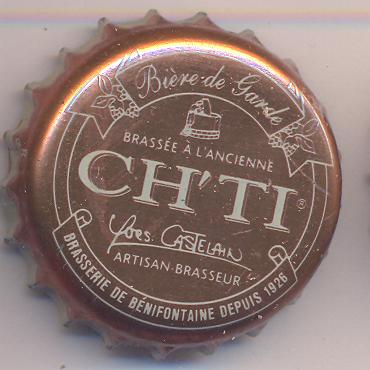 Bière de Garde
BRASSÉE À L'ANCIENNE
CH'TI ®
Yves CASTELAIN
ARTISAN-BRASSEUR
BRASSERIE DE BÉNIFONTAINE DEPUIS 1926